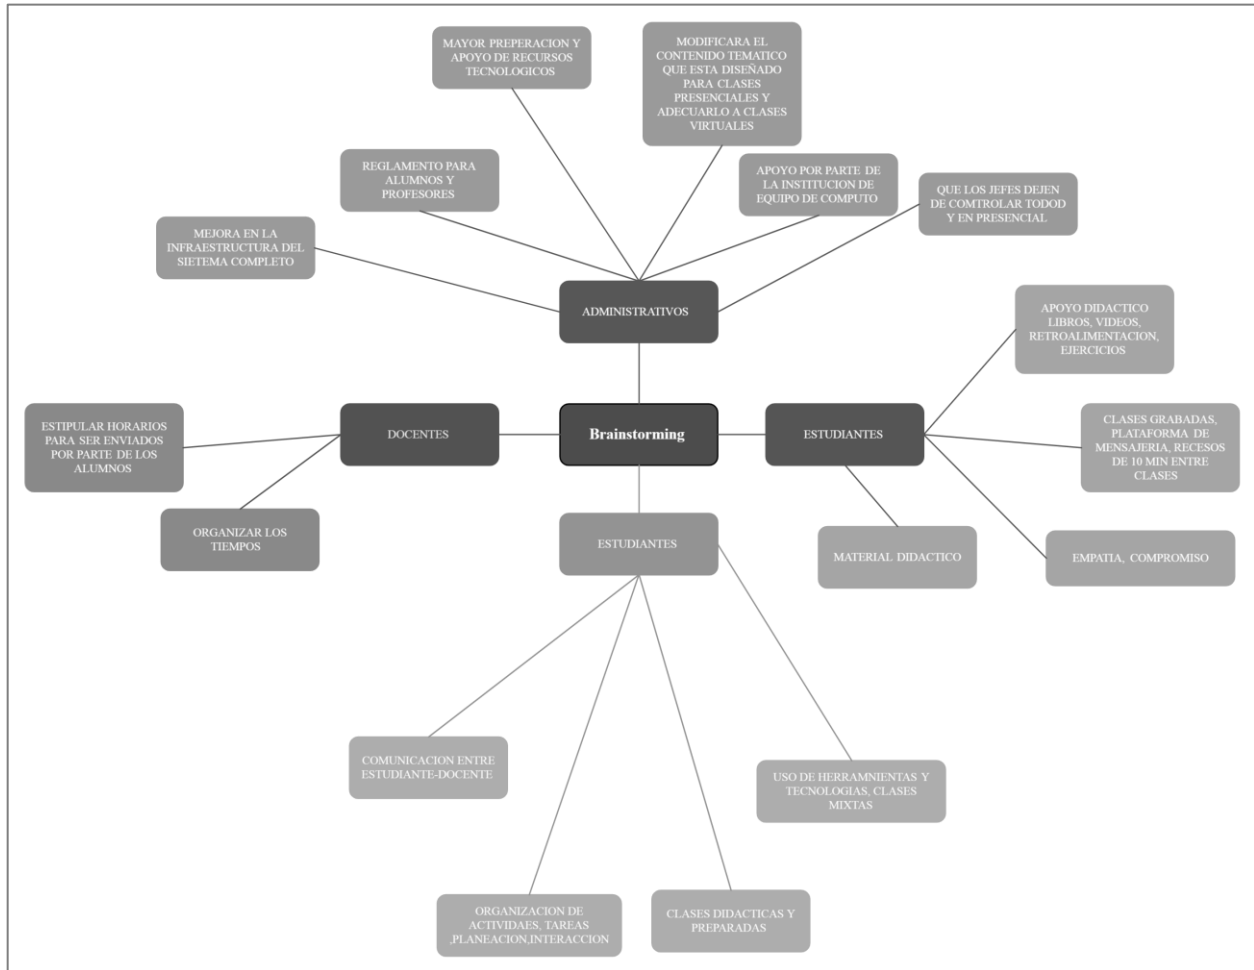 MAYOR PREPERACION Y
APOYO DE RECURSOS
TECNOLOGICOS
MODIFICARA EL
CONTENIDO TEMATICO
QUE ESTA DISEÑADO
PARA CLASES
PRESENCIALES Y
ADECUARLO A CLASES
VIRTUALES
REGLAMENTO PARA
ALUMNOS Y
PROFESORES
APOYO POR PARTE DE
LA INSTITUCION DE
EQUIPO DE COMPUTO
QUE LOS JEFES DEJEN
DE COMTROLAR TODOD
Y EN PRESENCIAL
MEJORA EN LA
INFRAESTRUCTURA DEL
SIETEMA COMPLETO
ADMINISTRATIVOS
APOYO DIDACTICO
LIBROS, VIDEOS,
RETROALIMENTACION,
EJERCICIOS
ESTIPULAR HORARIOS
PARA SER ENVIADOS
POR PARTE DE LOS
ALUMNOS
DOCENTES
Brainstorming
ESTUDIANTES
CLASES GRABADAS,
PLATAFORMA DE
MENSAJERIA, RECESOS
DE 10 MIN ENTRE
CLASES
ORGANIZAR LOS
TIEMPOS
ESTUDIANTES
MATERIAL DIDACTICO
EMPATIA, COMPROMISO
COMUNICACION ENTRE
ESTUDIANTE-DOCENTE
USO DE HERRAMNIENTAS Y
TECNOLOGIAS, CLASES
MIXTAS
ORGANIZACION DE
ACTIVIDAES, TAREAS
,PLANEACION,INTERACCION
CLASES DIDACTICAS Y
PREPARADAS